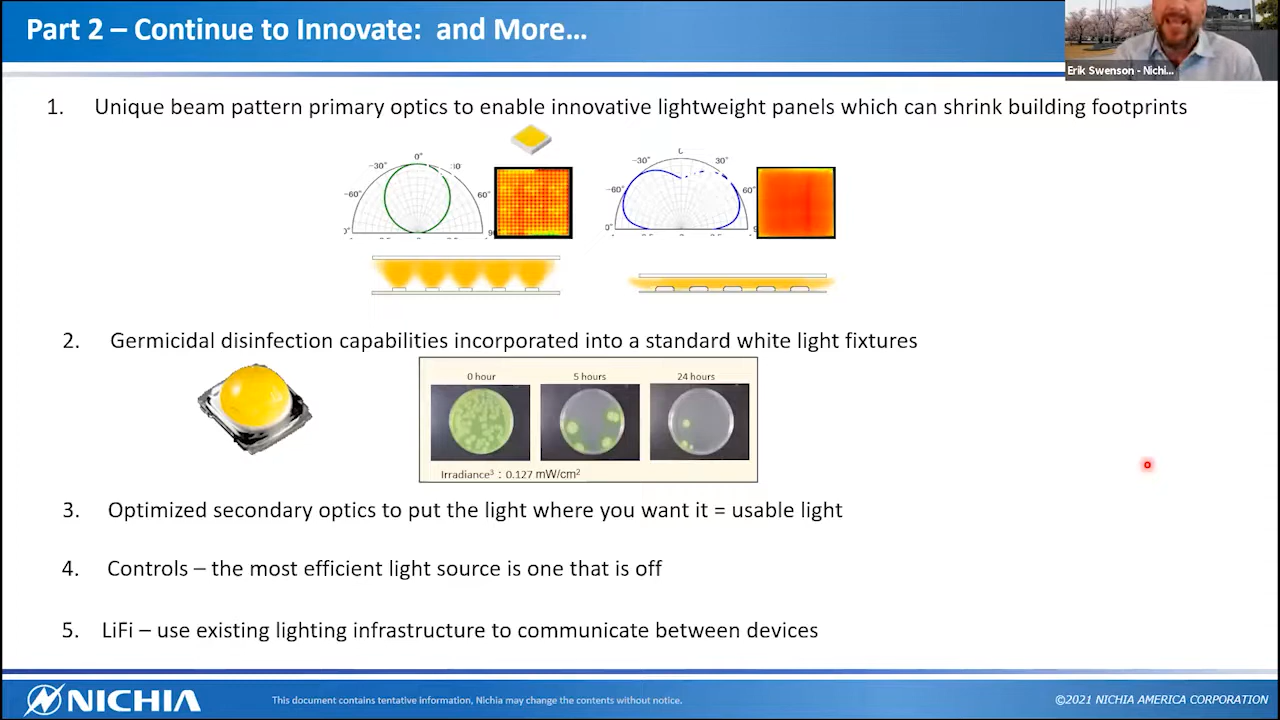 Part 2 – Continue to Innovate:  and More...
Erik Swenson - Nichi...
1. Unique beam pattern primary optics to enable innovative lightweight panels which can shrink building footprints
0°
-30°
30°
-60°
60°
0
-30°
30°
-60°
60°
2. Germicidal disinfection capabilities incorporated into a standard white light fixtures
0 hour
5 hours
24 hours
Irradiance³ : 0.127 mW/cm²
3. Optimized secondary optics to put the light where you want it = usable light
4. Controls – the most efficient light source is one that is off
5. LiFi – use existing lighting infrastructure to communicate between devices
NICHIA
This document contains tentative information, Nichia may change the contents without notice.
©2021 NICHIA AMERICA CORPORATION